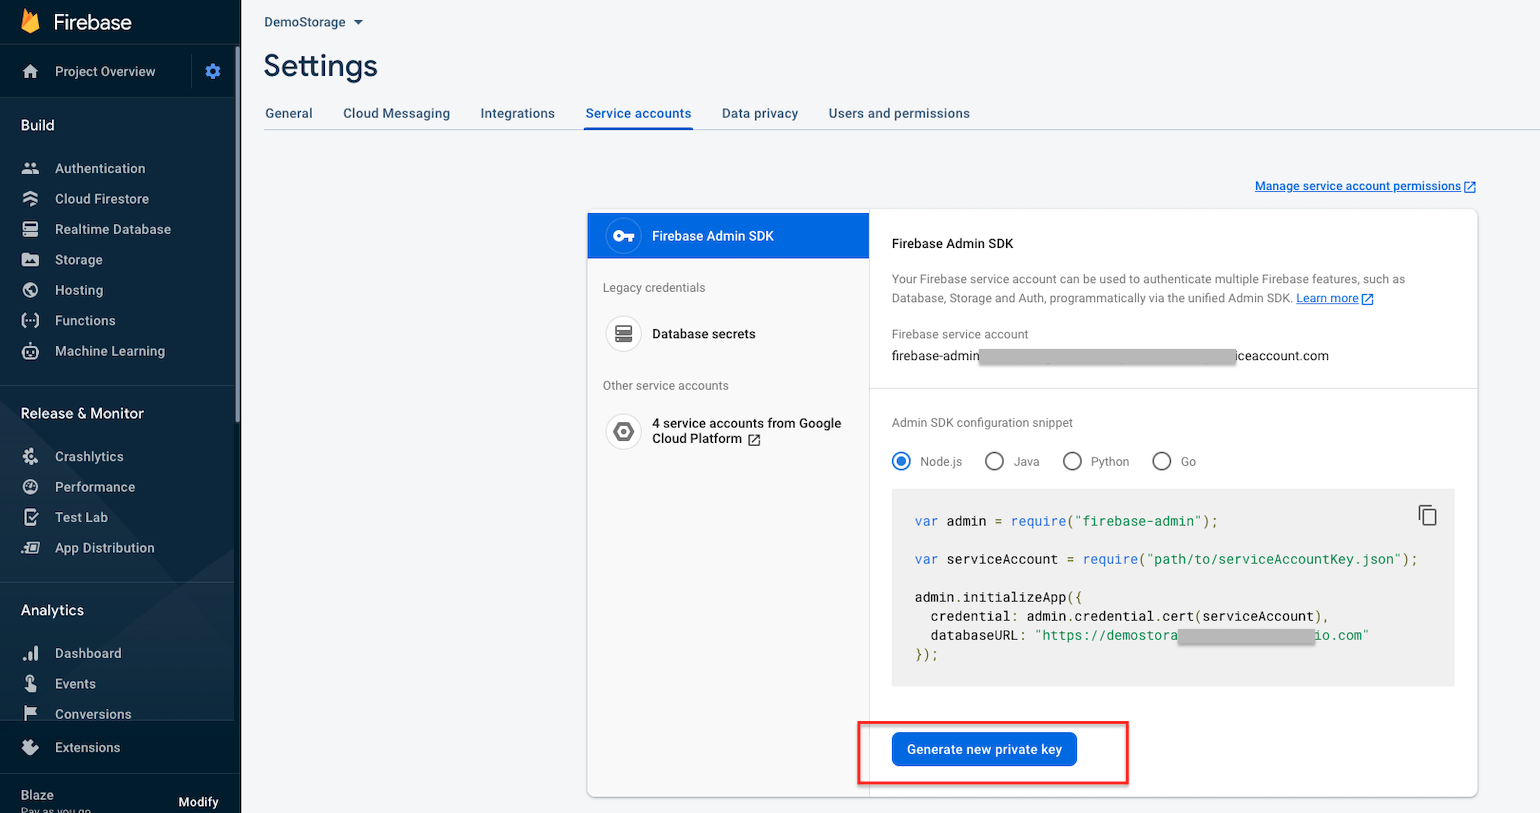 Firebase
Project Overview
Build
Authentication
Cloud Firestore
Realtime Database
Storage
Hosting
Functions
Machine Learning
Release & Monitor
Crashlytics
Performance
Test Lab
App Distribution
Analytics
Dashboard
Events
Conversions
Extensions
Blaze
Pay as you go
Modify
DemoStorage
Settings
General Cloud Messaging Integrations Service accounts Data privacy Users and permissions
Manage service account permissions
Firebase Admin SDK
Legacy credentials
Database secrets
Other service accounts
4 service accounts from Google
Cloud Platform
Firebase Admin SDK
Your Firebase service account can be used to authenticate multiple Firebase features, such as
Database, Storage and Auth, programmatically via the unified Admin SDK. Learn more
Firebase service account
firebase-admin iceaccount.com
Admin SDK configuration snippet
Node.js Java Python Go
var admin = require("firebase-admin");
var serviceAccount = require("path/to/serviceAccountKey.json");
admin.initializeApp({
credential: admin.credential.cert(serviceAccount),
databaseURL: "https://demostora io.com"
});
Generate new private key